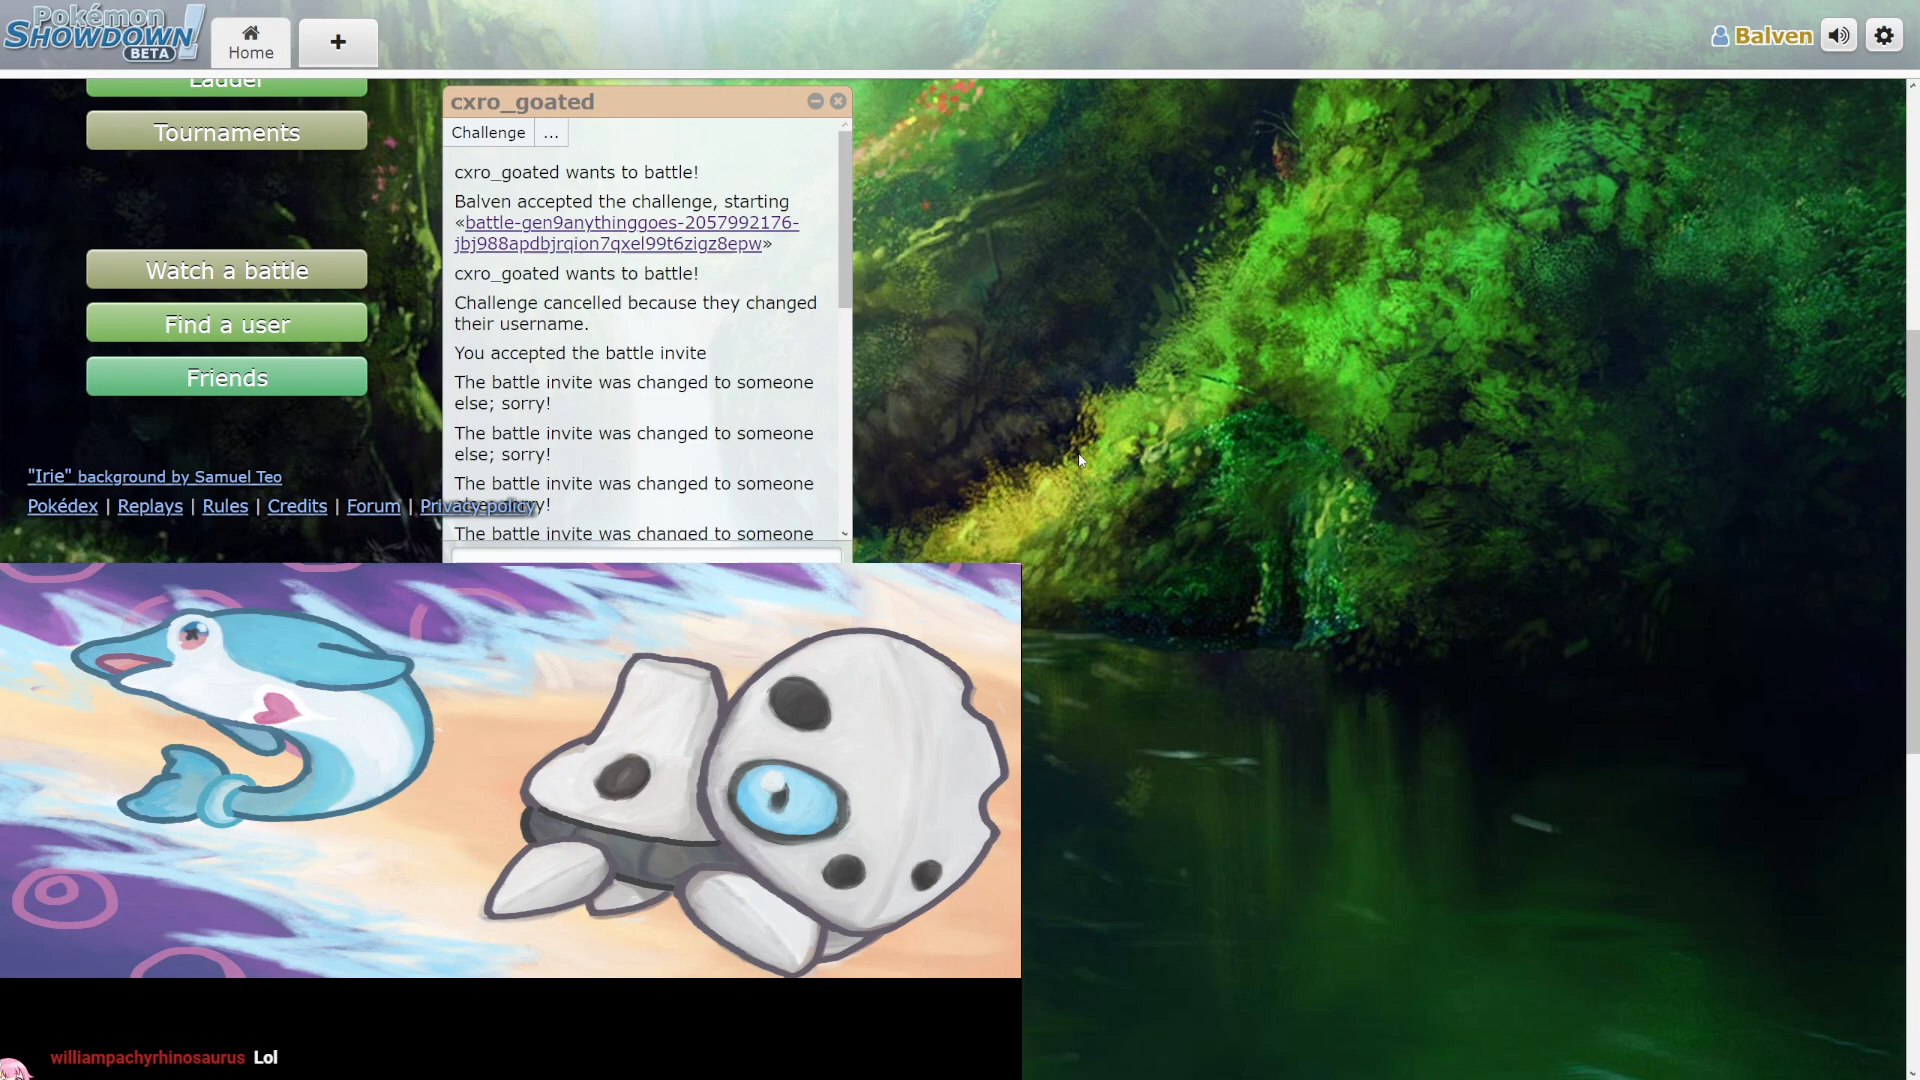 Pokémon
SHOWDOWN!
BETA
Home
+
Balven
Ladder
Tournaments
Watch a battle
Find a user
Friends
"Irie" background by Samuel Teo
Pokédex | Replays | Rules | Credits | Forum | Privacy policy
cxro_goated
Challenge
...
cxro_goated wants to battle!
Balven accepted the challenge, starting
«battle-gen9anythinggoes-2057992176-
jbj988apdbjrqion7qxel99t6zigz8epw»
cxro_goated wants to battle!
Challenge cancelled because they changed
their username.
You accepted the battle invite
The battle invite was changed to someone
else; sorry!
The battle invite was changed to someone
else; sorry!
The battle invite was changed to someone
else; sorry!
The battle invite was changed to someone
williampachyrhinosaurus Lol